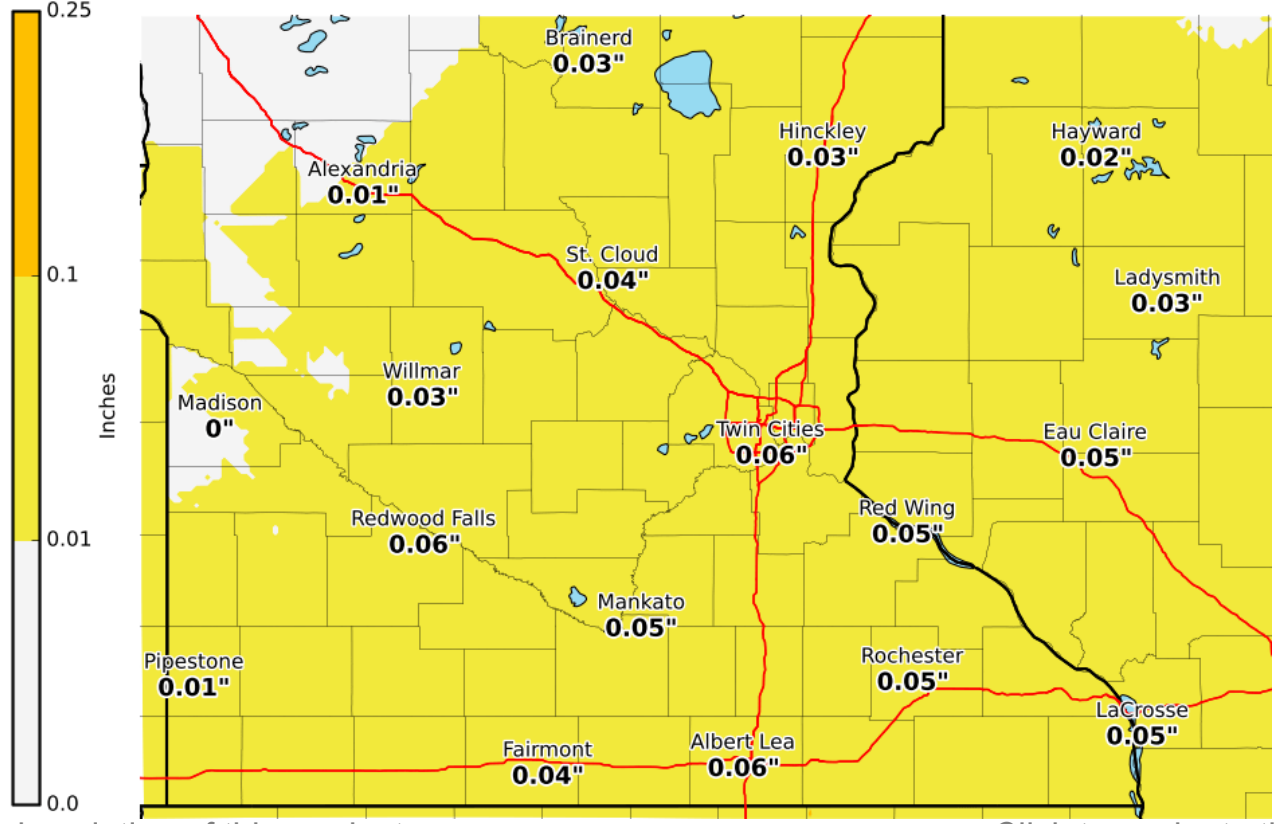 0.25
0.1
0.01
0.0
Inches
Brainerd
0.03"
Hinckley
0.03"
Hayward
0.02"
Alexandria
0.01"
St. Cloud
0.04"
Ladysmith
0.03"
Willmar
0.03"
Madison
0"
Twin Cities
0.06"
Eau Claire
0.05"
Redwood Falls
0.06"
Red Wing
0.05"
Mankato
0.05"
Pipestone
0.01"
Rochester
0.05"
LaCrosse
0.05"
Fairmont
0.04"
Albert Lea
0.06"